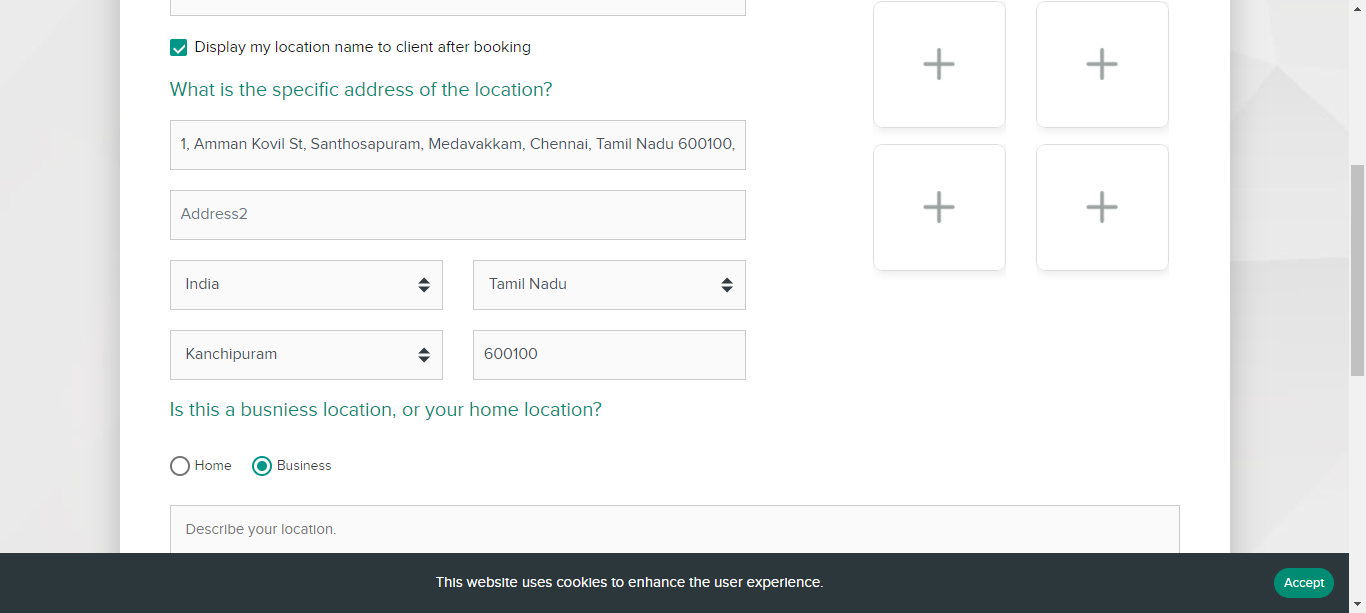 Display my location name to client after booking
What is the specific address of the location?
1, Amman Kovil St, Santhosapuram, Medavakkam, Chennai, Tamil Nadu 600100,
Address2
India
Tamil Nadu
Kanchipuram
600100
Is this a busniess location, or your home location?
Home
Business
Describe your location.
This website uses cookies to enhance the user experience.
Accept